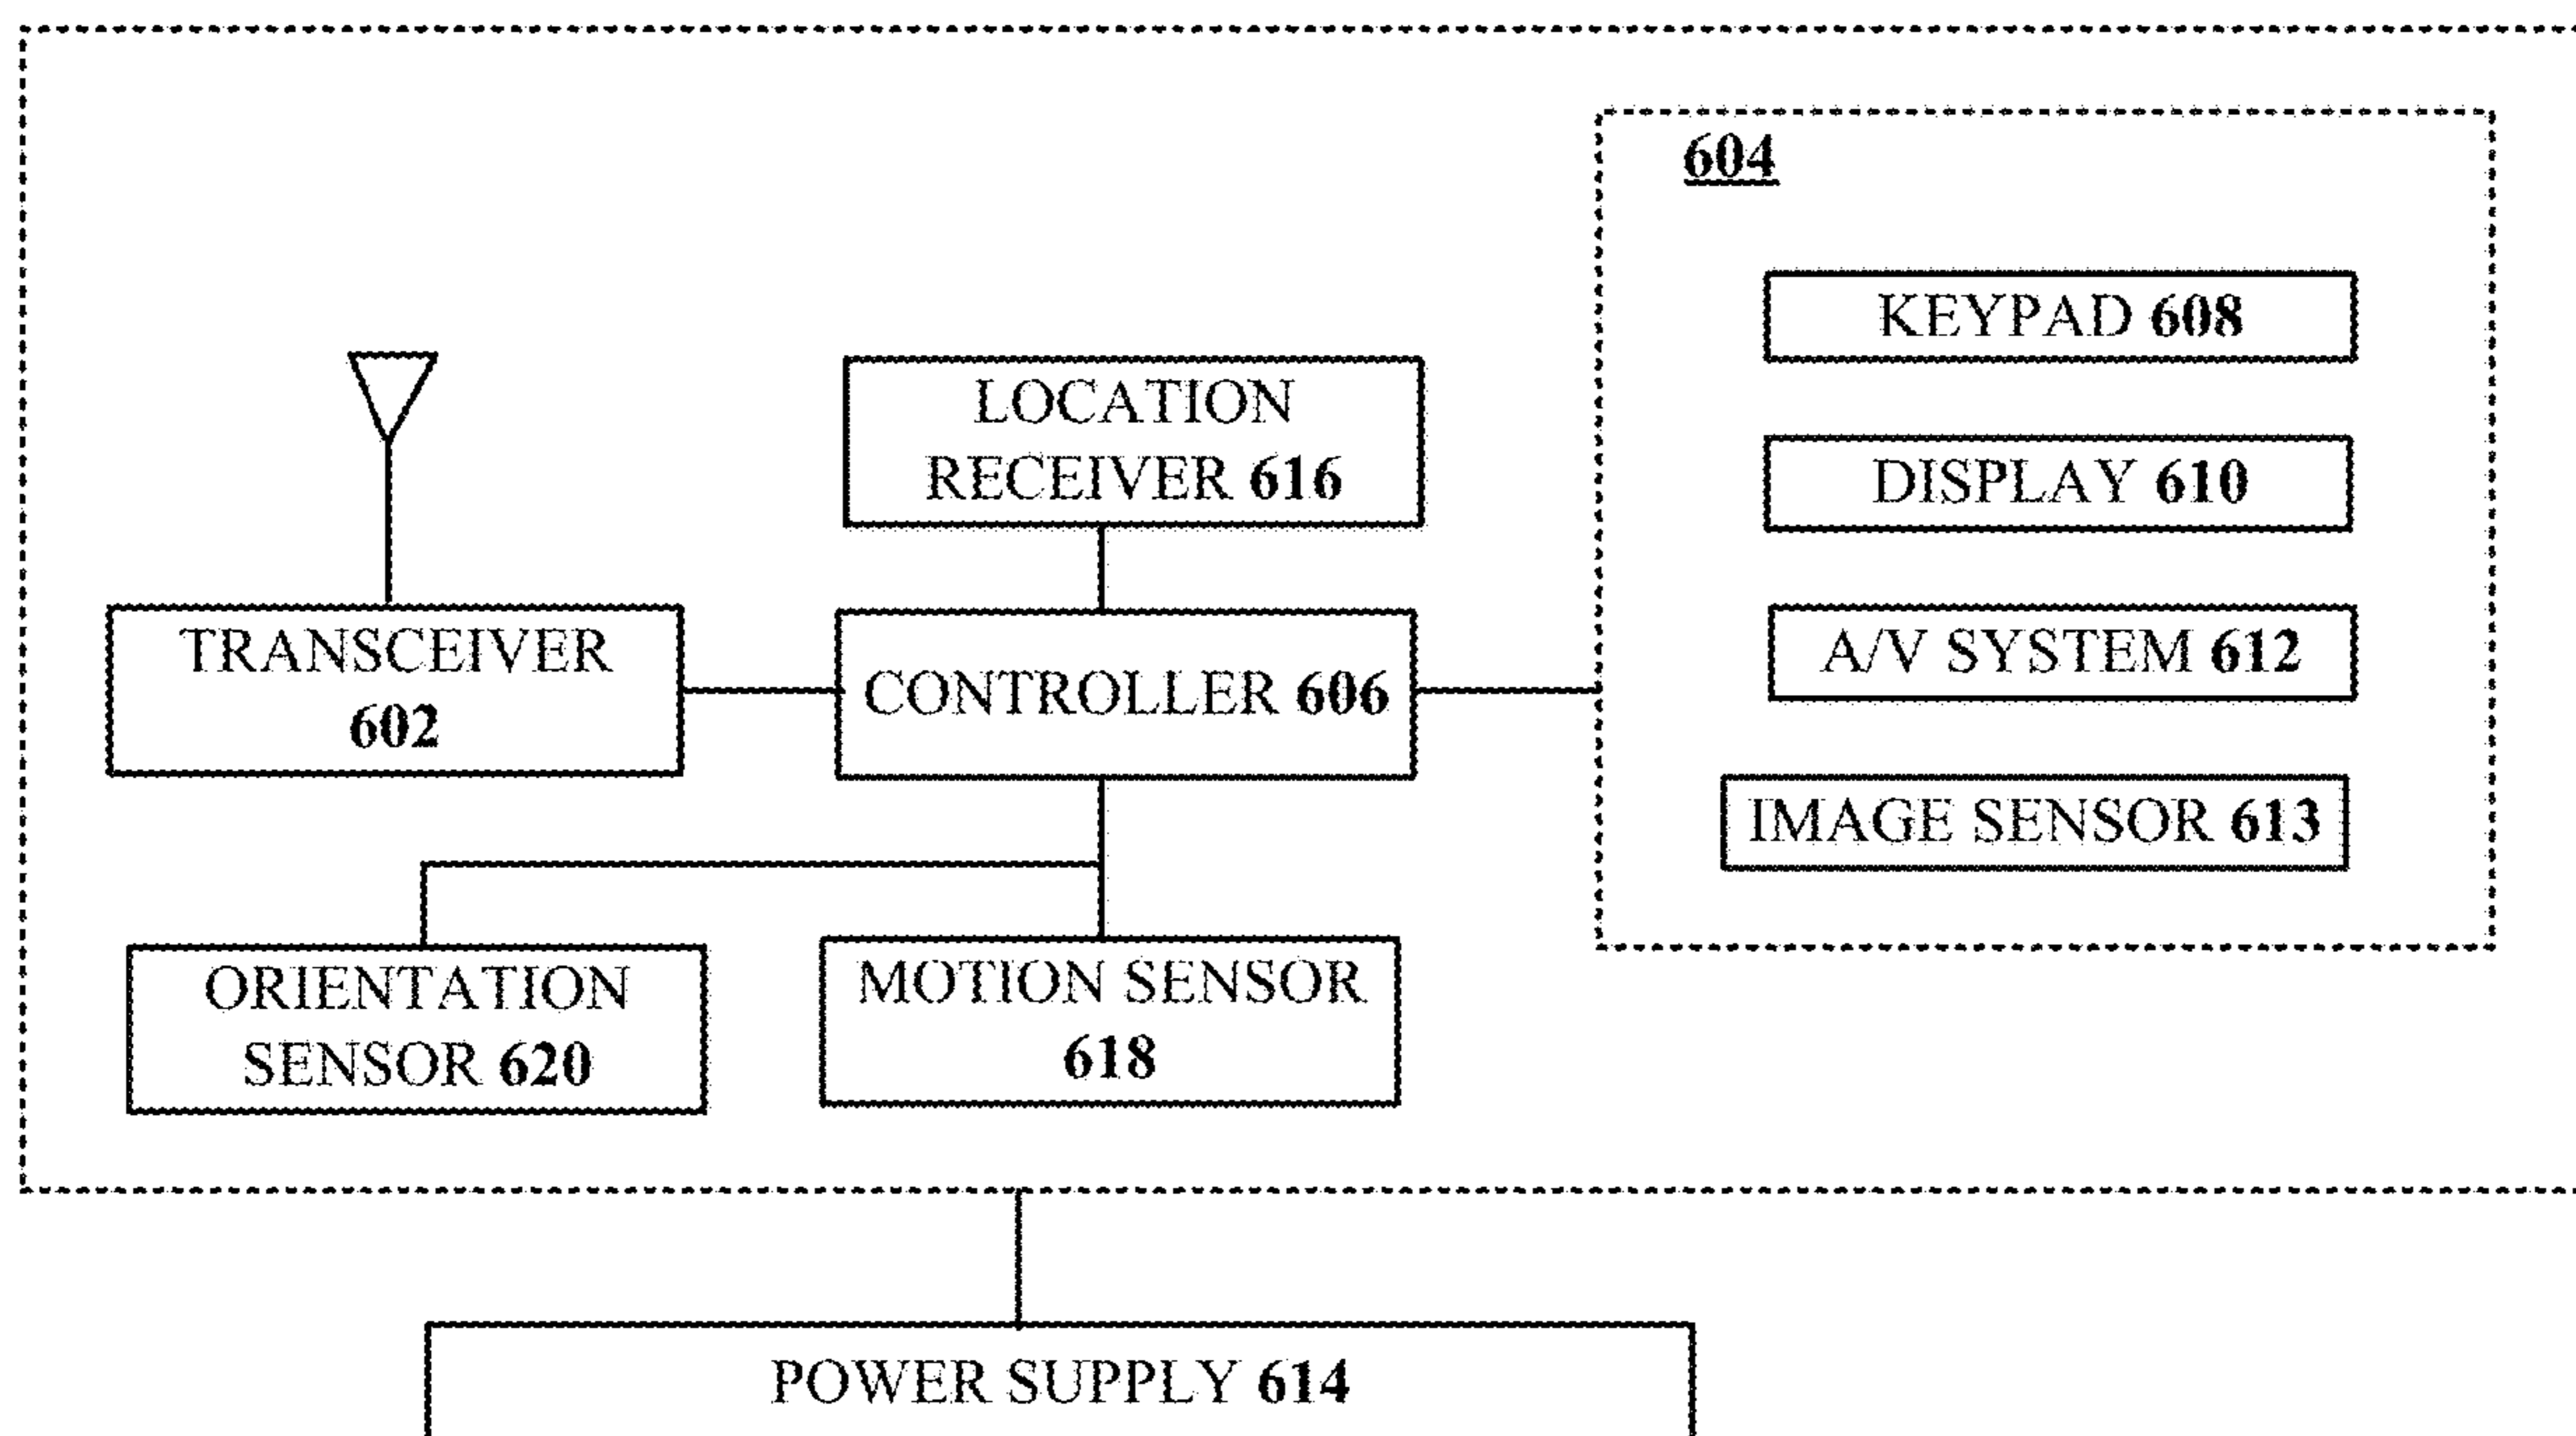 604
KEYPAD 608
DISPLAY 610
A/V SYSTEM 612
IMAGE SENSOR 613
LOCATION
RECEIVER 616
TRANSCEIVER
602
CONTROLLER 606
ORIENTATION
SENSOR 620
MOTION SENSOR
618
POWER SUPPLY 614